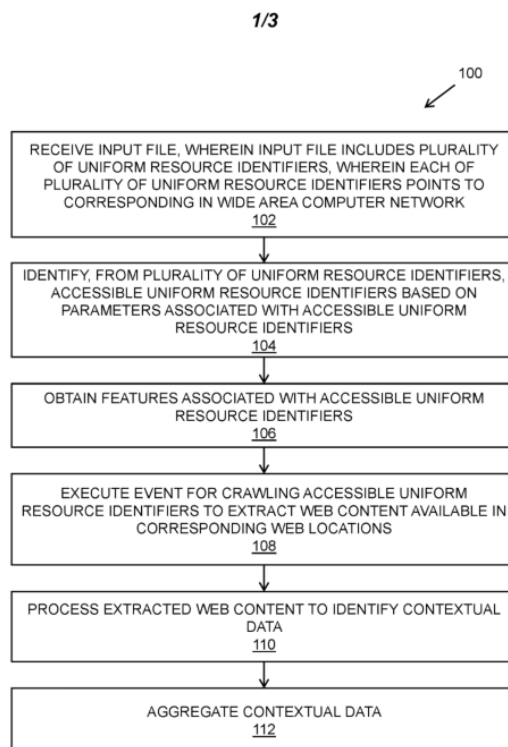 1/3
100
RECEIVE INPUT FILE, WHEREIN INPUT FILE INCLUDES PLURALITY
OF UNIFORM RESOURCE IDENTIFIERS, WHEREIN EACH OF
PLURALITY OF UNIFORM RESOURCE IDENTIFIERS POINTS TO
CORRESPONDING IN WIDE AREA COMPUTER NETWORK
102
IDENTIFY, FROM PLURALITY OF UNIFORM RESOURCE IDENTIFIERS,
ACCESSIBLE UNIFORM RESOURCE IDENTIFIERS BASED ON
PARAMETERS ASSOCIATED WITH ACCESSIBLE UNIFORM
RESOURCE IDENTIFIERS
104
OBTAIN FEATURES ASSOCIATED WITH ACCESSIBLE UNIFORM
RESOURCE IDENTIFIERS
106
EXECUTE EVENT FOR CRAWLING ACCESSIBLE UNIFORM
RESOURCE IDENTIFIERS TO EXTRACT WEB CONTENT AVAILABLE IN
CORRESPONDING WEB LOCATIONS
108
PROCESS EXTRACTED WEB CONTENT TO IDENTIFY CONTEXTUAL
DATA
110
AGGREGATE CONTEXTUAL DATA
112